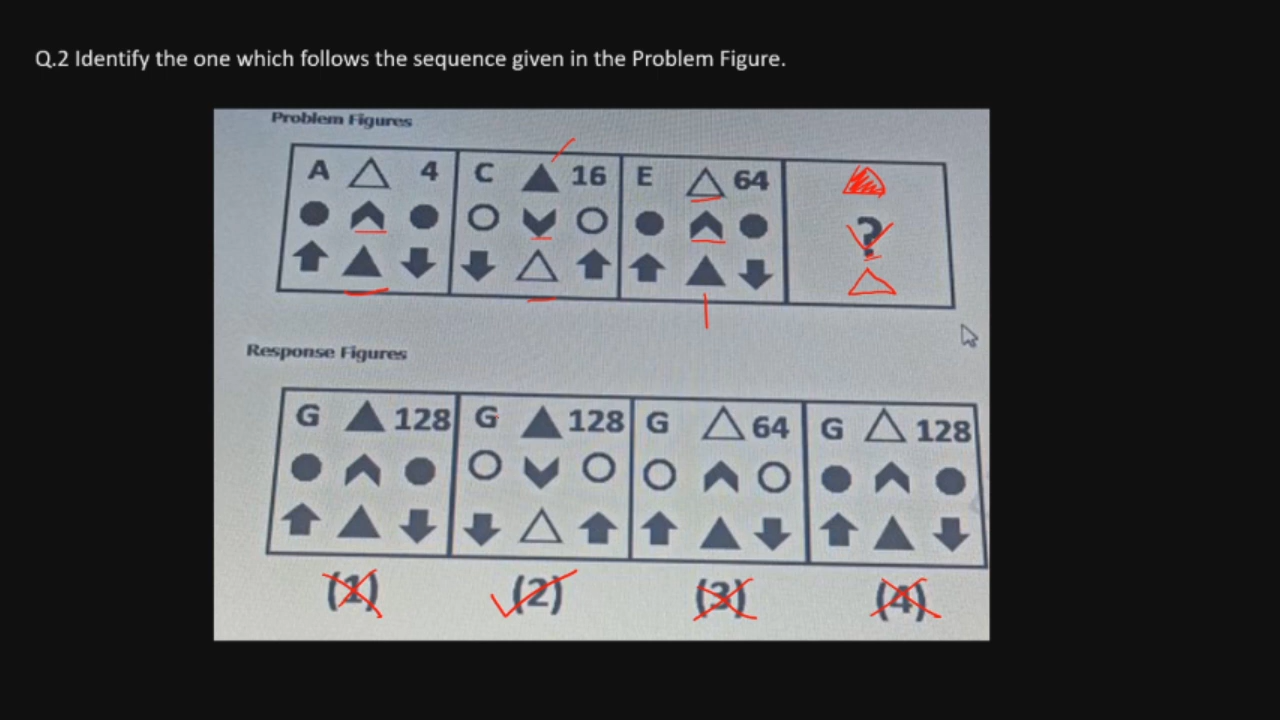 Q.2 Identify the one which follows the sequence given in the Problem Figure.
Problem Figures
A 4 C 16 E 64
?
Response Figures
G 128 G 128 G 64 G 128
(1) (2) (3) (4)